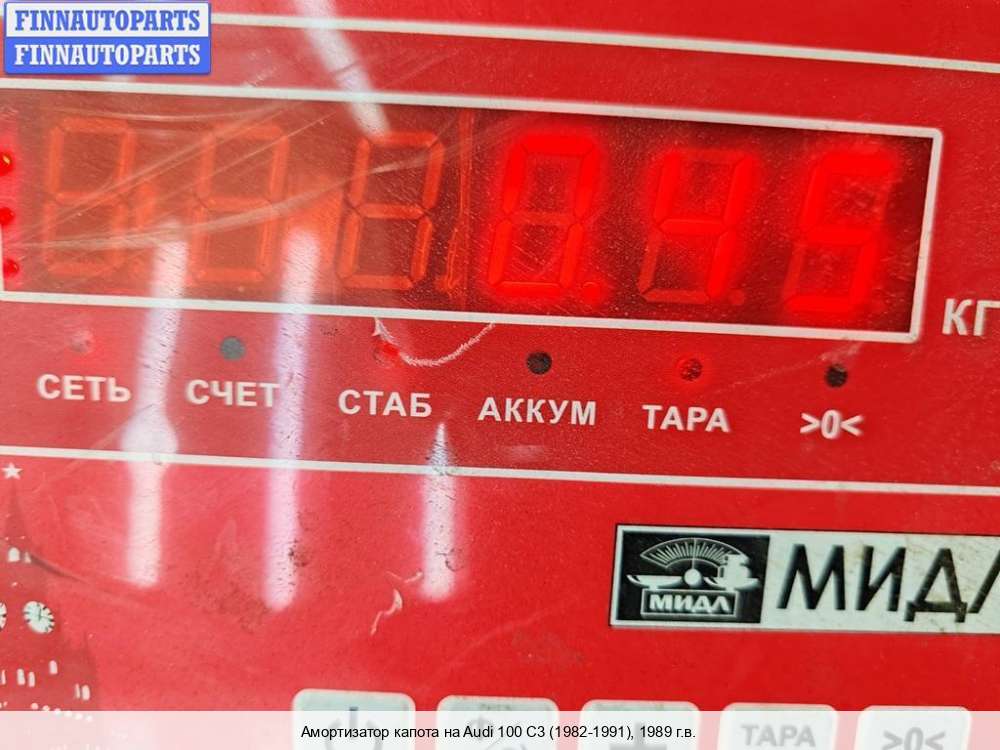 FINNAUTOPARTS
FINNAUTOPARTS
0.45
КГ
СЕТЬ СЧЕТ СТАБ АККУМ ТАРА >0<
МИДЛ МИДЛ
ТАРА >0<
Амортизатор капота на Audi 100 C3 (1982-1991), 1989 г.в.